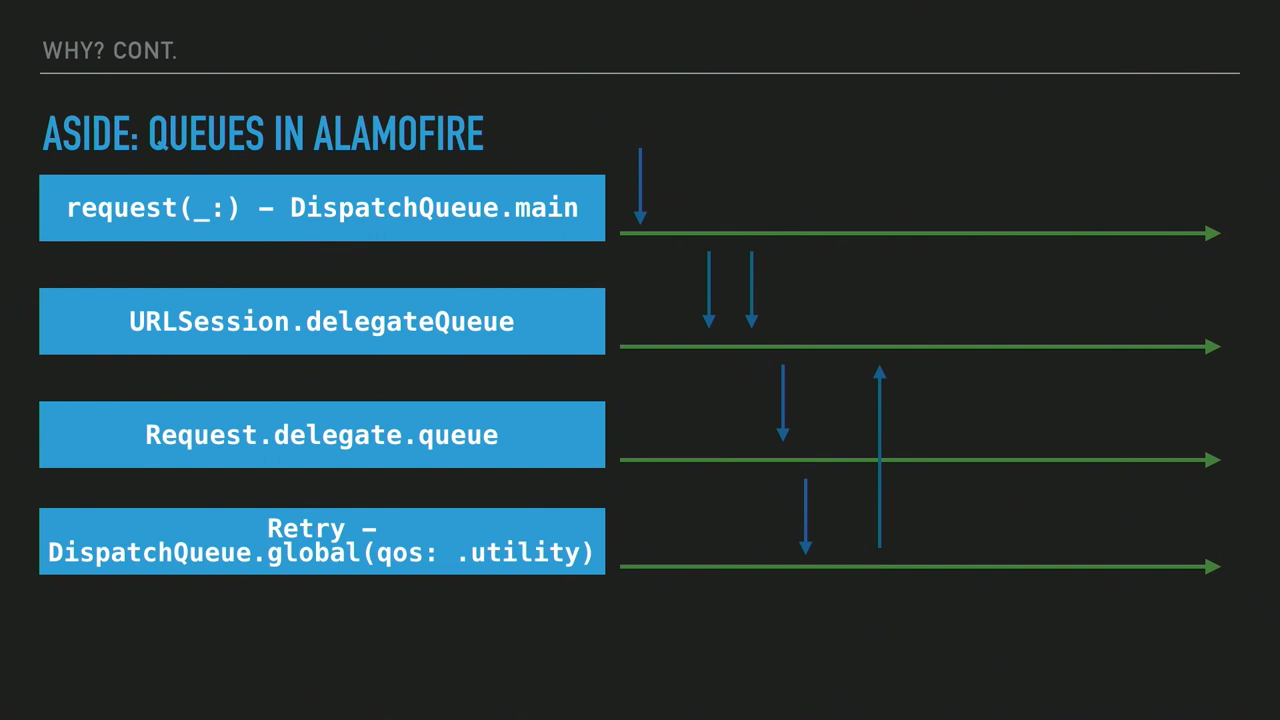 WHY? CONT.
ASIDE: QUEUES IN ALAMOFIRE
request(_:) – DispatchQueue.main
URLSession.delegateQueue
Request.delegate.queue
Retry –
DispatchQueue.global(qos: .utility)